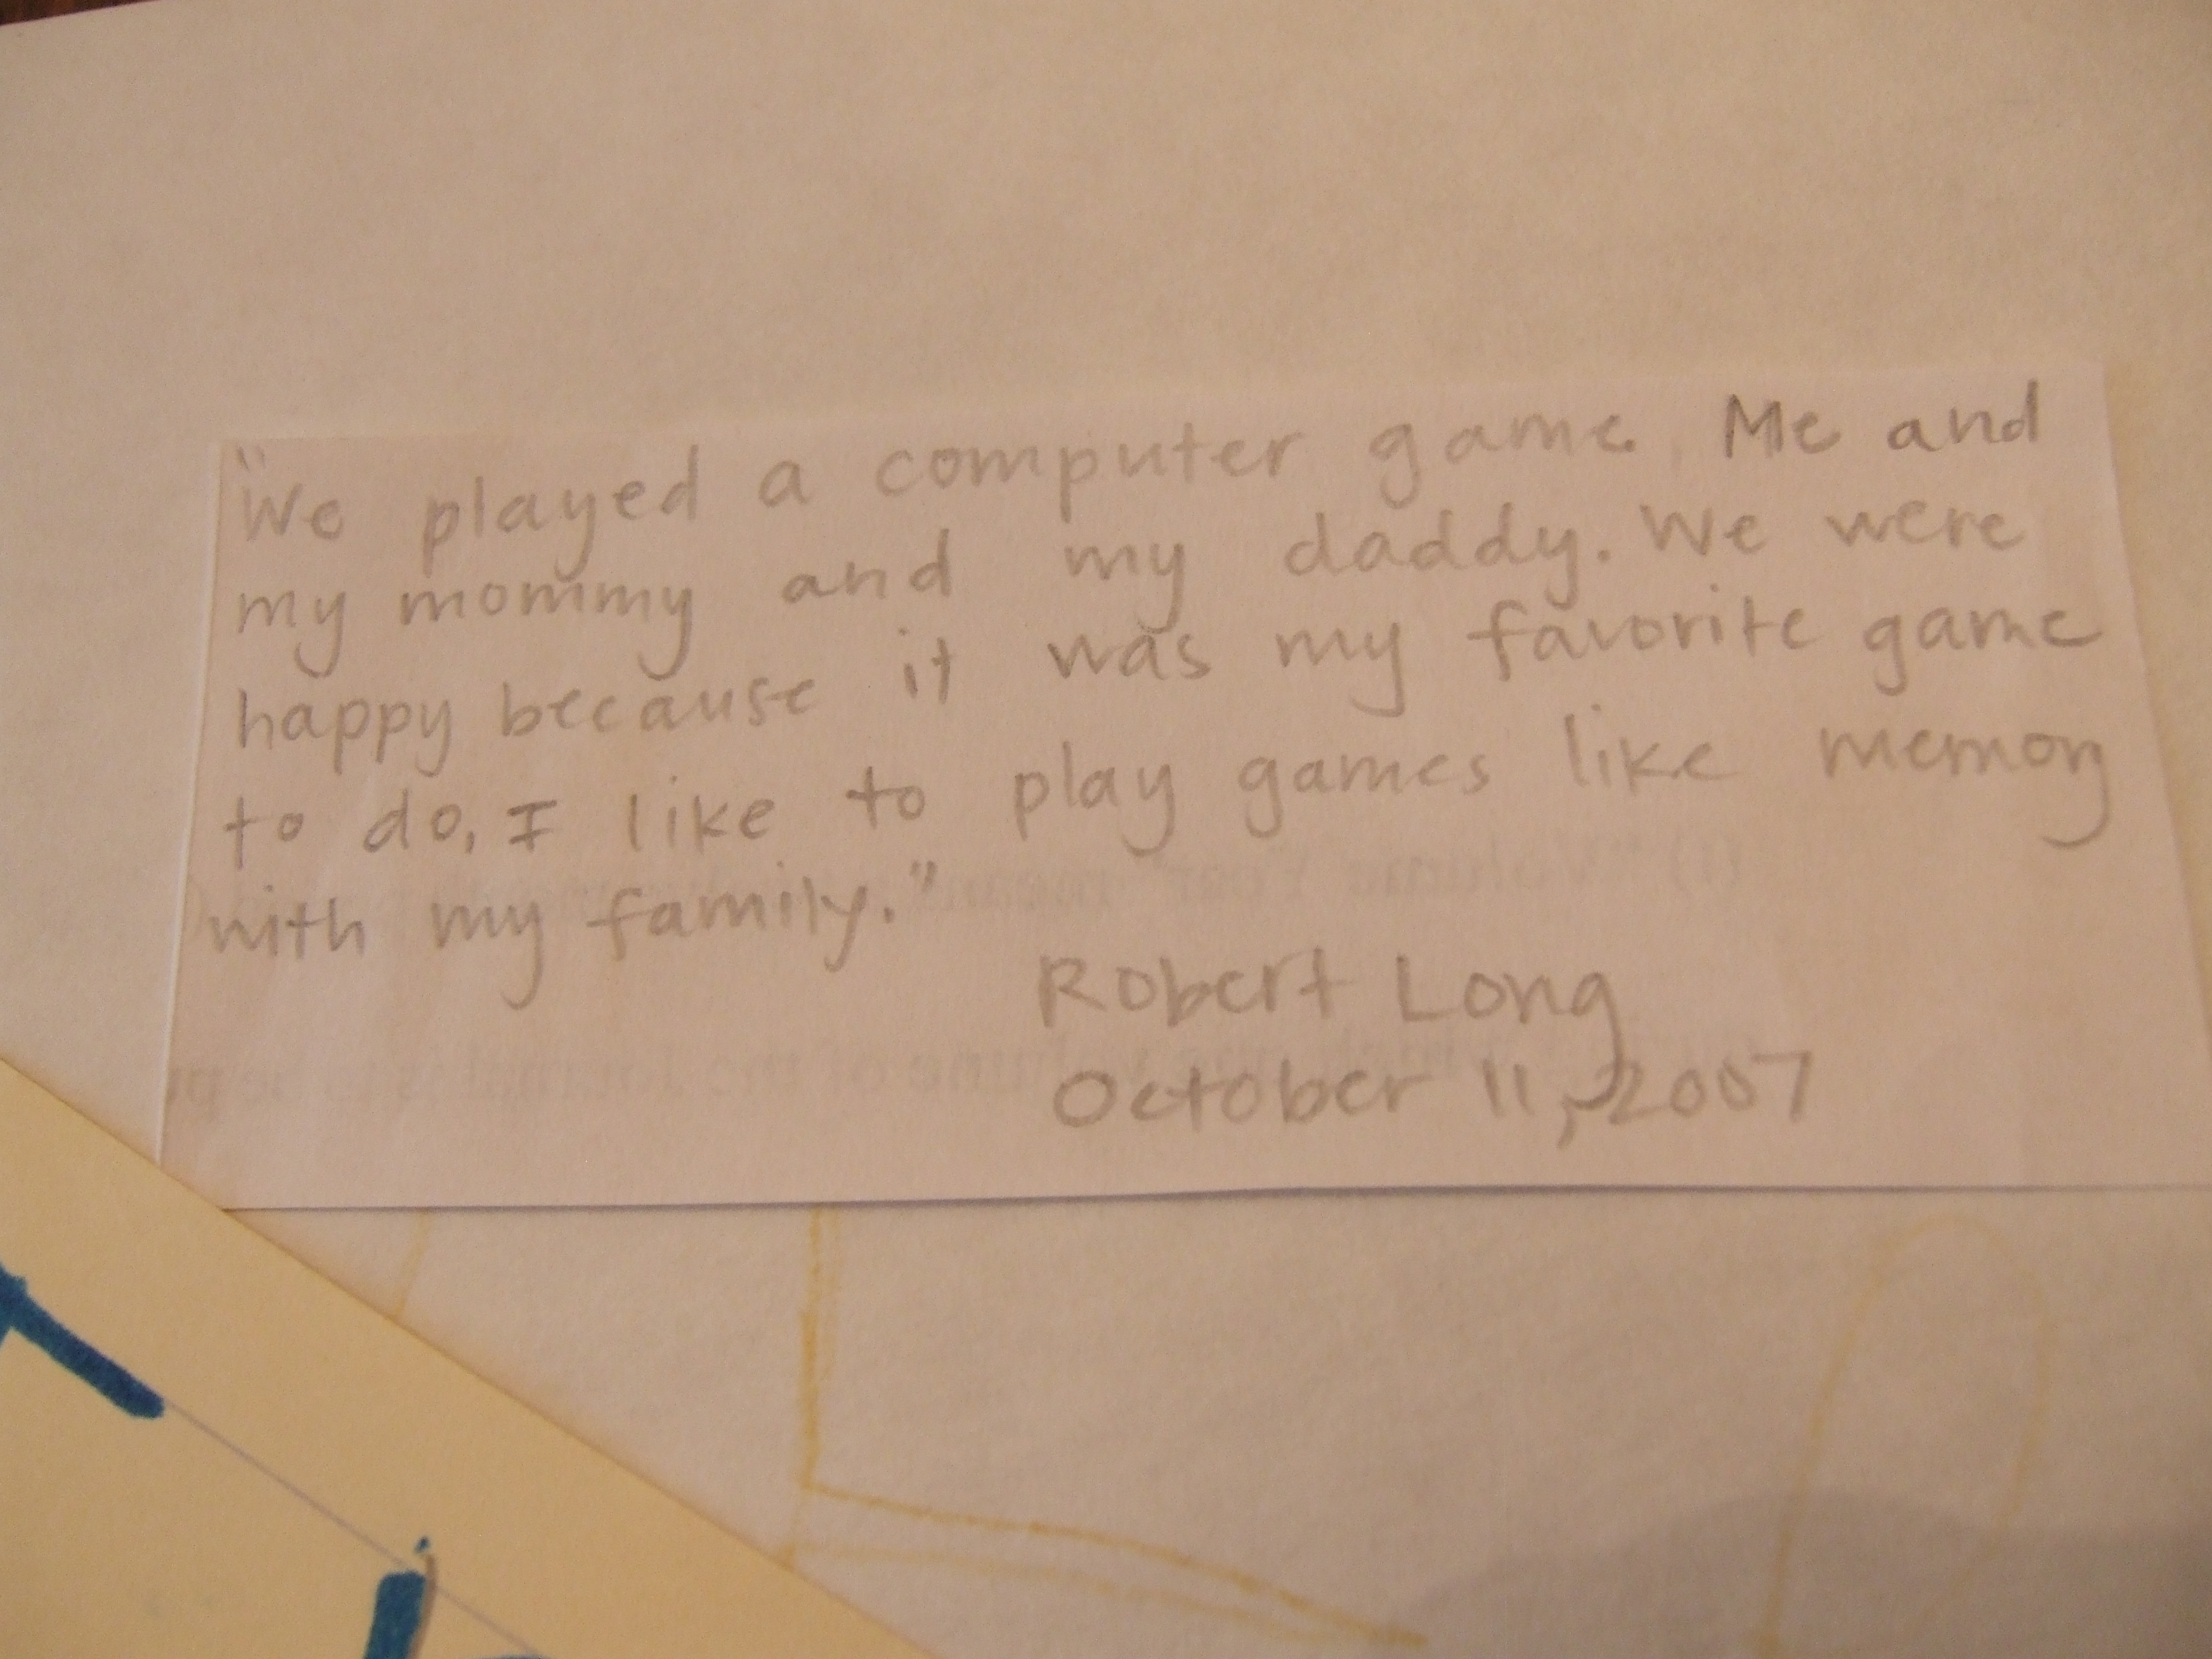 "We played a computer game. Me and
my mommy and my daddy. We were
happy because it was my favorite game
to do. I like to play games like memory
with my family."
Robert Long
October 11, 2007